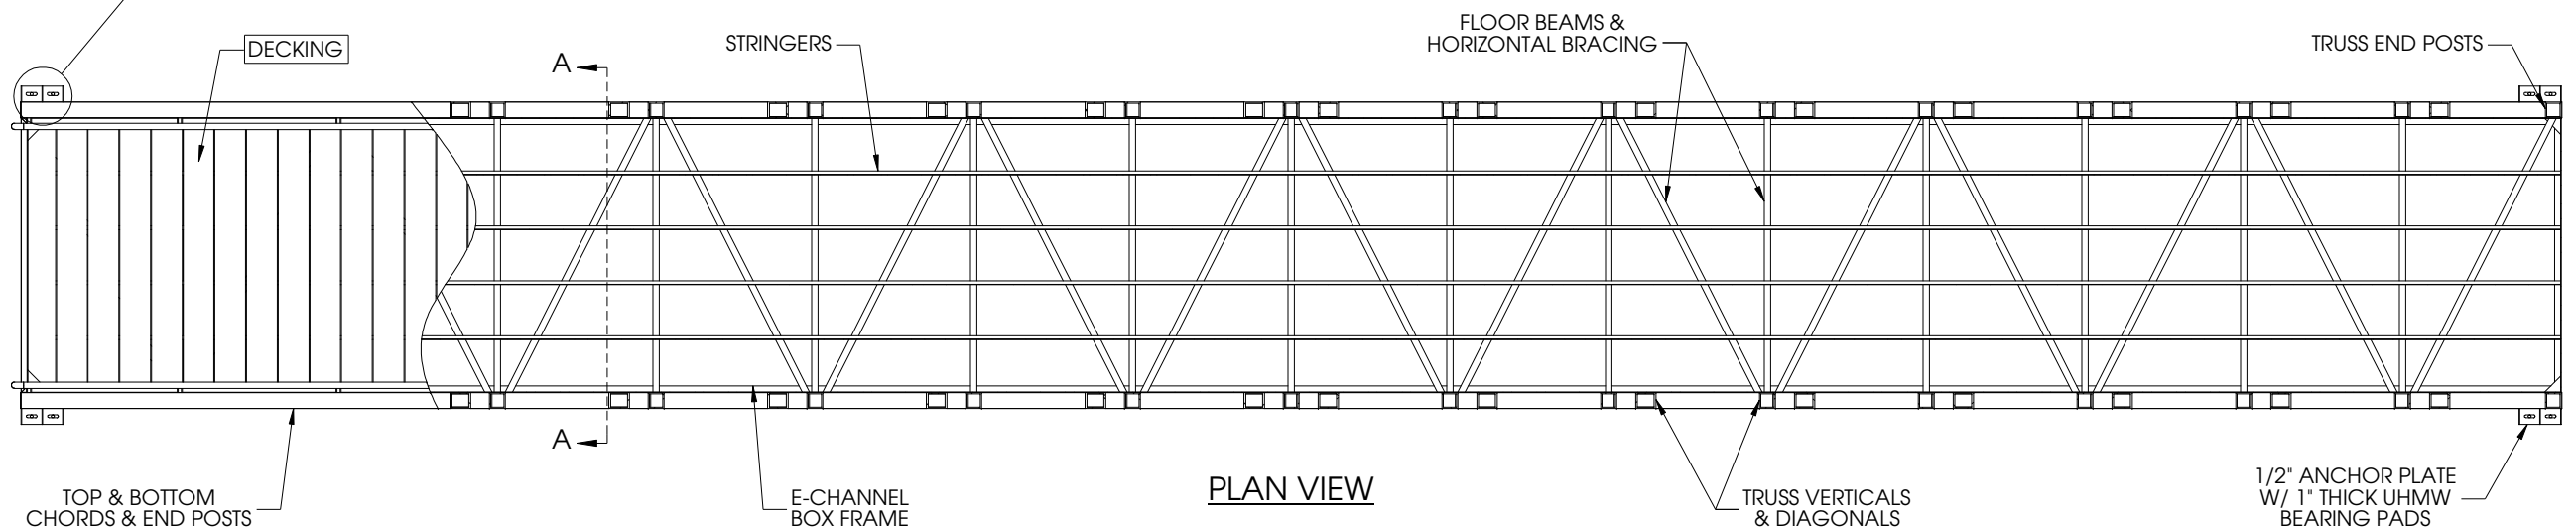 FLOOR BEAMS &
HORIZONTAL BRACING
DECKING
STRINGERS
TRUSS END POSTS
A
A
PLAN VIEW
TOP & BOTTOM
CHORDS & END POSTS
E-CHANNEL
BOX FRAME
TRUSS VERTICALS
& DIAGONALS
1/2" ANCHOR PLATE
W/ 1" THICK UHMW
BEARING PADS